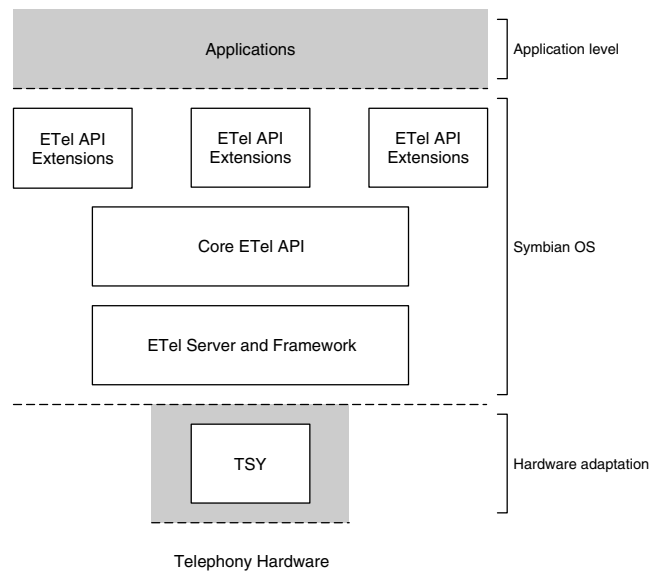 Applications
Application level
ETel API
Extensions
ETel API
Extensions
ETel API
Extensions
Core ETel API
Symbian OS
ETel Server and Framework
TSY
Hardware adaptation
Telephony Hardware